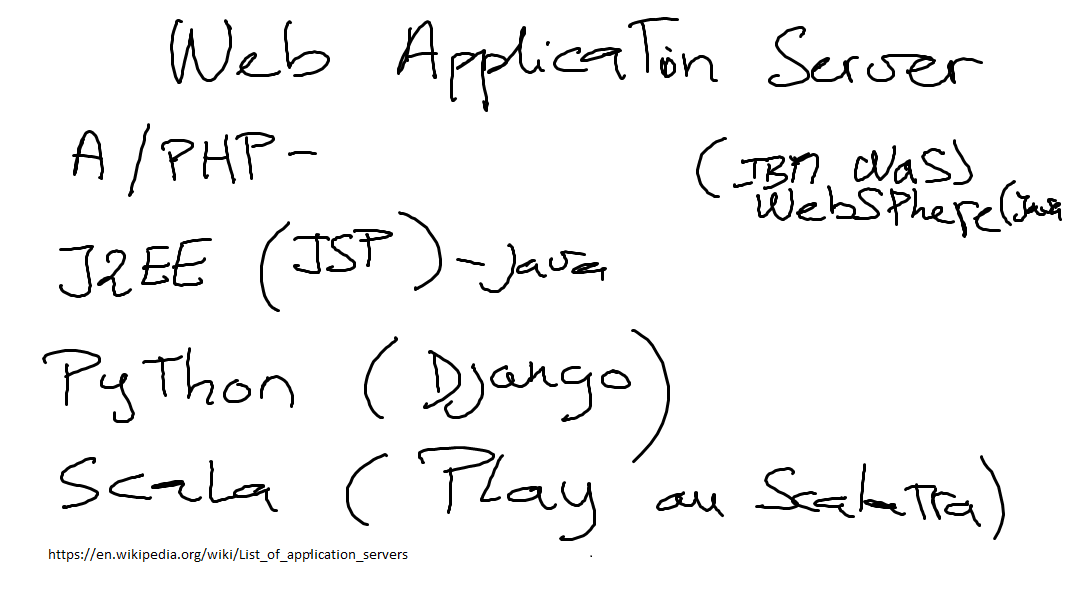 Web Application Server
A/PHP-
(IBM WaS)
WebSphere(Java
J2EE (JSP)-Java
Python (Django)
Scala (Play au Scalatra)
https://en.wikipedia.org/wiki/List_of_application_servers